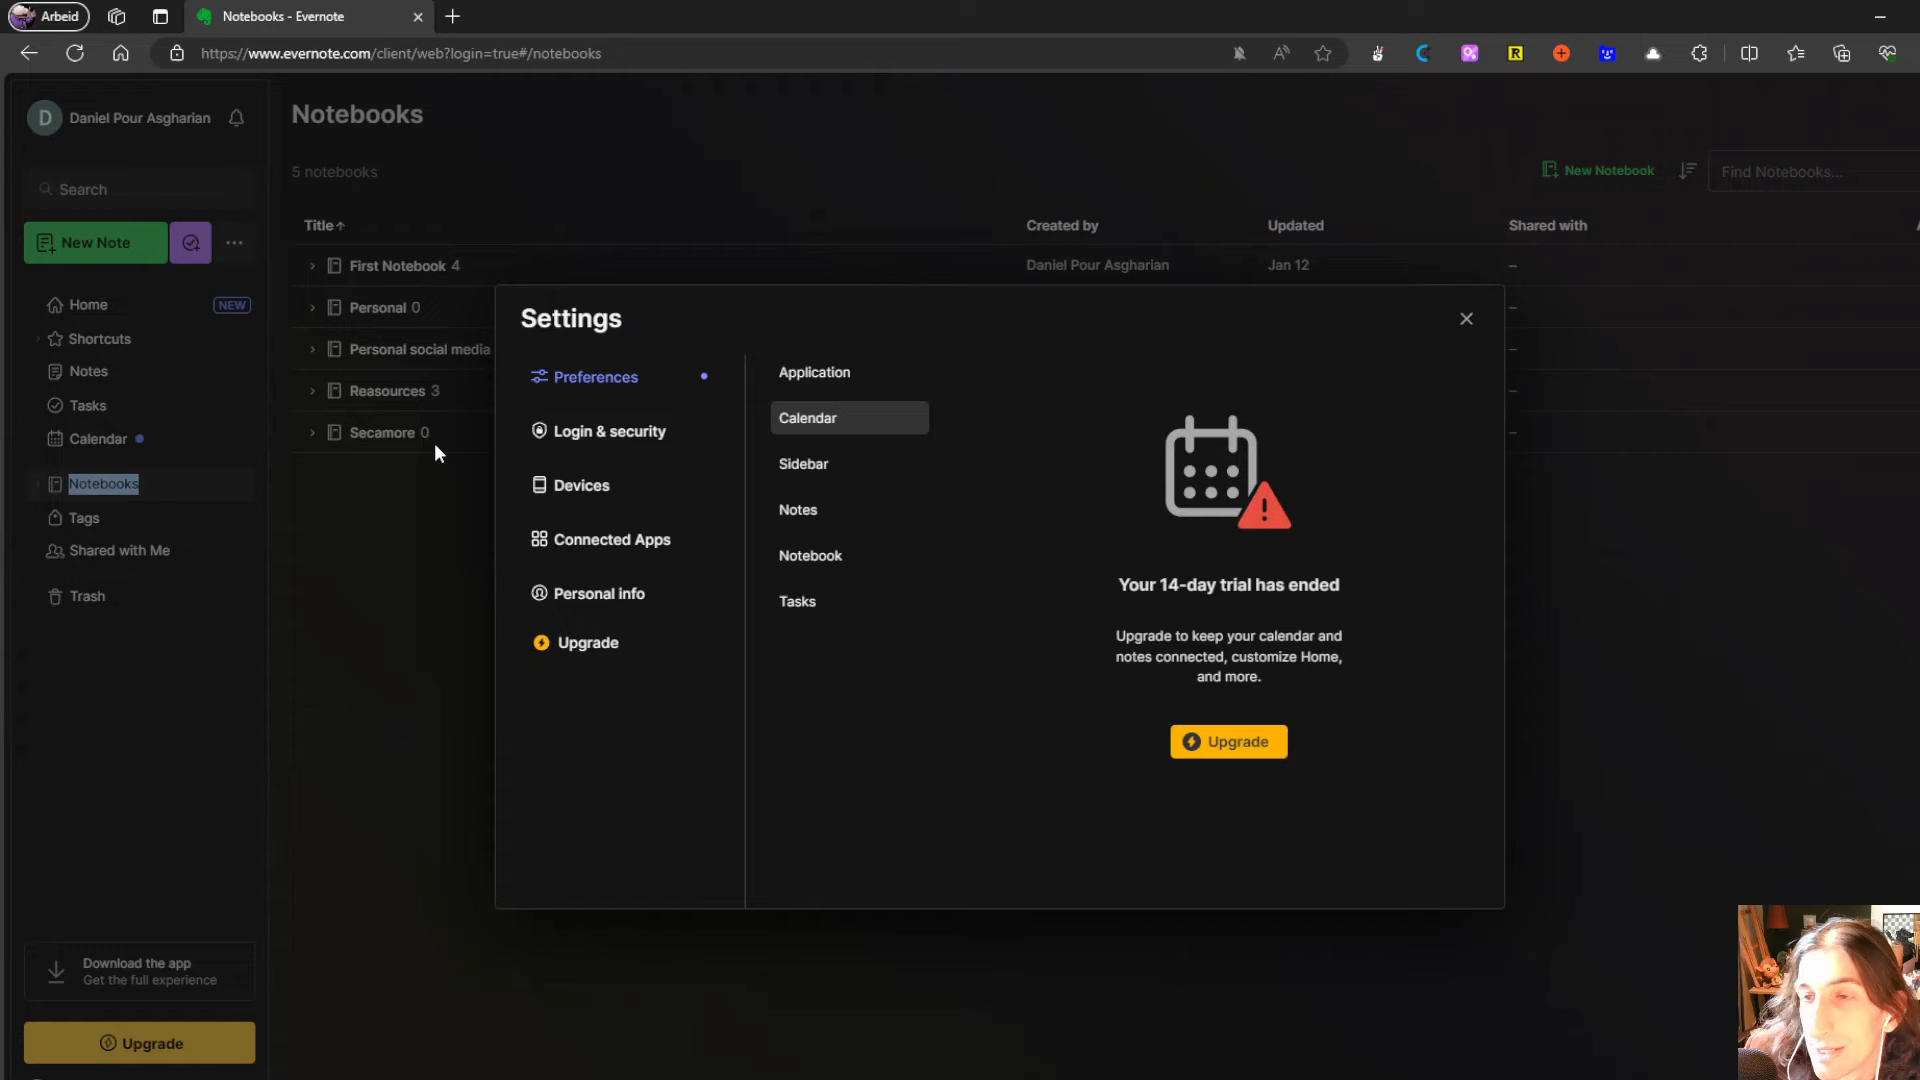 Arbeid
Notebooks - Evernote
https://www.evernote.com/client/web?login=true#/notebooks
D
Daniel Pour Asgharian
Search
New Note
Home
NEW
Shortcuts
Notes
Tasks
Calendar
Notebooks
Tags
Shared with Me
Trash
Download the app
Get the full experience
Upgrade
Notebooks
5 notebooks
New Notebook
Find Notebooks...
Title
Created by
Updated
Shared with
First Notebook 4
Daniel Pour Asgharian
Jan 12
–
Personal 0
–
Personal social media
–
Reasources 3
–
Secamore 0
–
Settings
Preferences
Login & security
Devices
Connected Apps
Personal info
Upgrade
Application
Calendar
Sidebar
Notes
Notebook
Tasks
Your 14-day trial has ended
Upgrade to keep your calendar and
notes connected, customize Home,
and more.
Upgrade